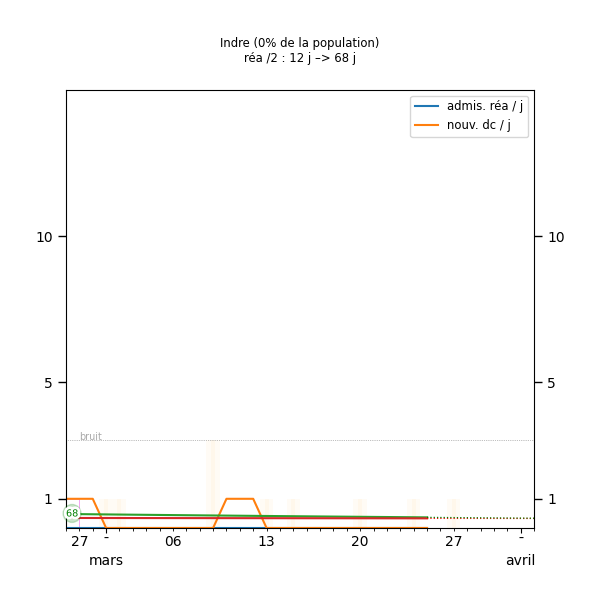 Indre (0% de la population)
réa /2 : 12 j –> 68 j
admis. réa / j
nouv. dc / j
10 10
5 5
bruit
1 1
68
27 - 06 13 20 27 -
mars avril